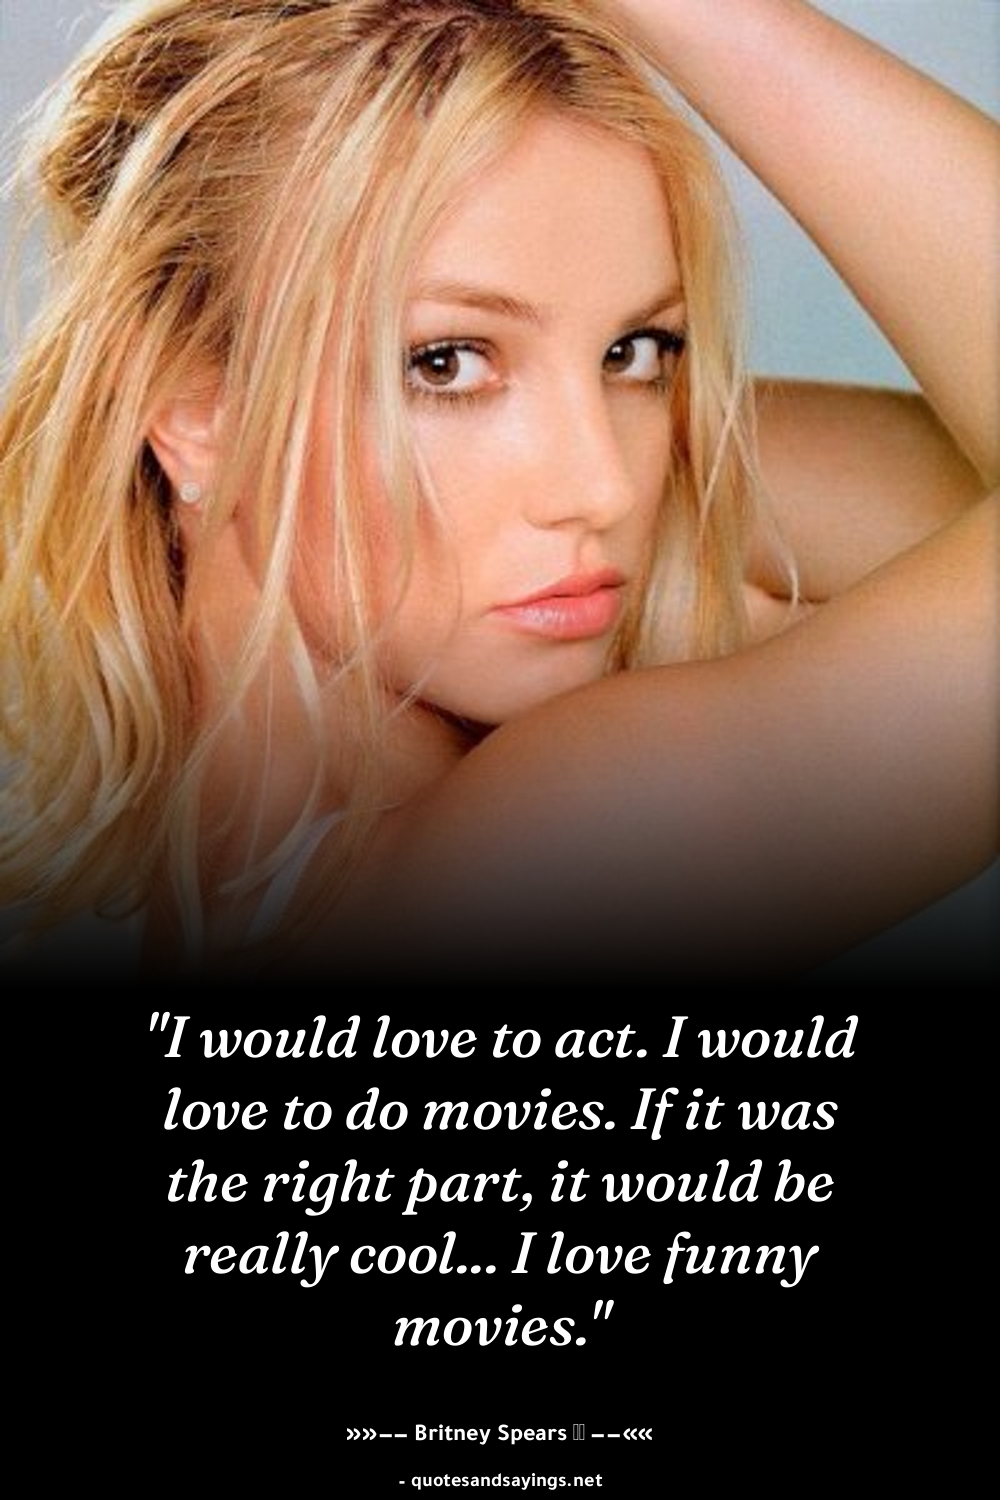 "I would love to act. I would
love to do movies. If it was
the right part, it would be
really cool... I love funny
movies."
»»−− Britney Spears −−««
- quotesandsayings.net